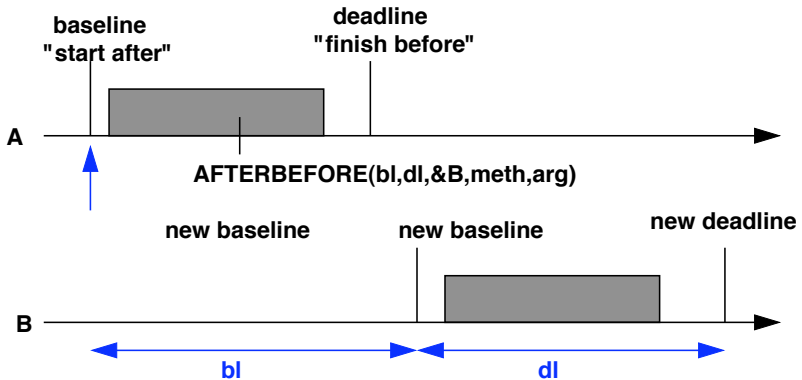 baseline
"start after"
deadline
"finish before"
A
AFTERBEFORE(bl,dl,&B,meth,arg)
new baseline
new baseline
new deadline
B
bl
dl